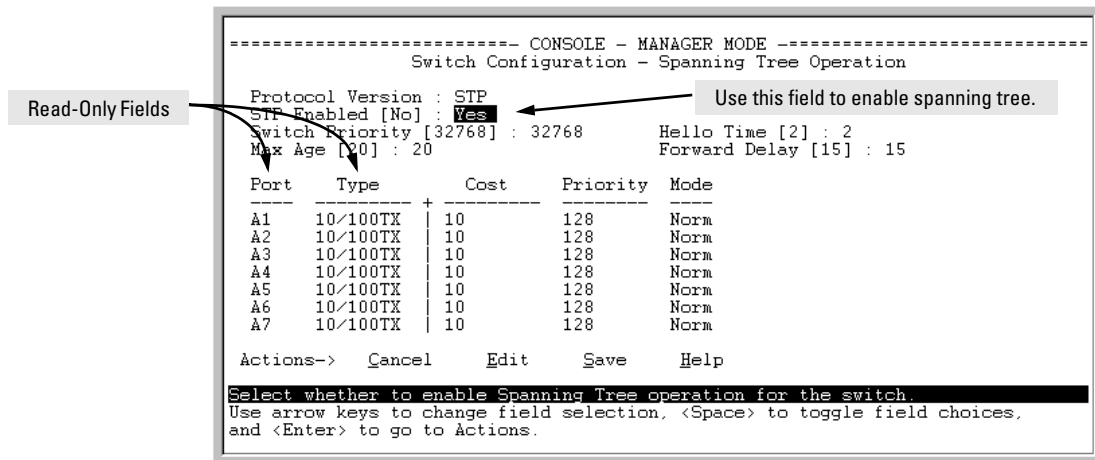 ==========================- CONSOLE - MANAGER MODE -============================
Switch Configuration - Spanning Tree Operation
Protocol Version : STP
STP Enabled [No] : Yes
Switch Priority [32768] : 32768 Hello Time [2] : 2
Max Age [20] : 20 Forward Delay [15] : 15
Read-Only Fields
Use this field to enable spanning tree.
Port Type Cost Priority Mode
---- --------- + --------- -------- ----
A1 10/100TX | 10 128 Norm
A2 10/100TX | 10 128 Norm
A3 10/100TX | 10 128 Norm
A4 10/100TX | 10 128 Norm
A5 10/100TX | 10 128 Norm
A6 10/100TX | 10 128 Norm
A7 10/100TX | 10 128 Norm
Actions-> Cancel Edit Save Help
Select whether to enable Spanning Tree operation for the switch.
Use arrow keys to change field selection, <Space> to toggle field choices,
and <Enter> to go to Actions.